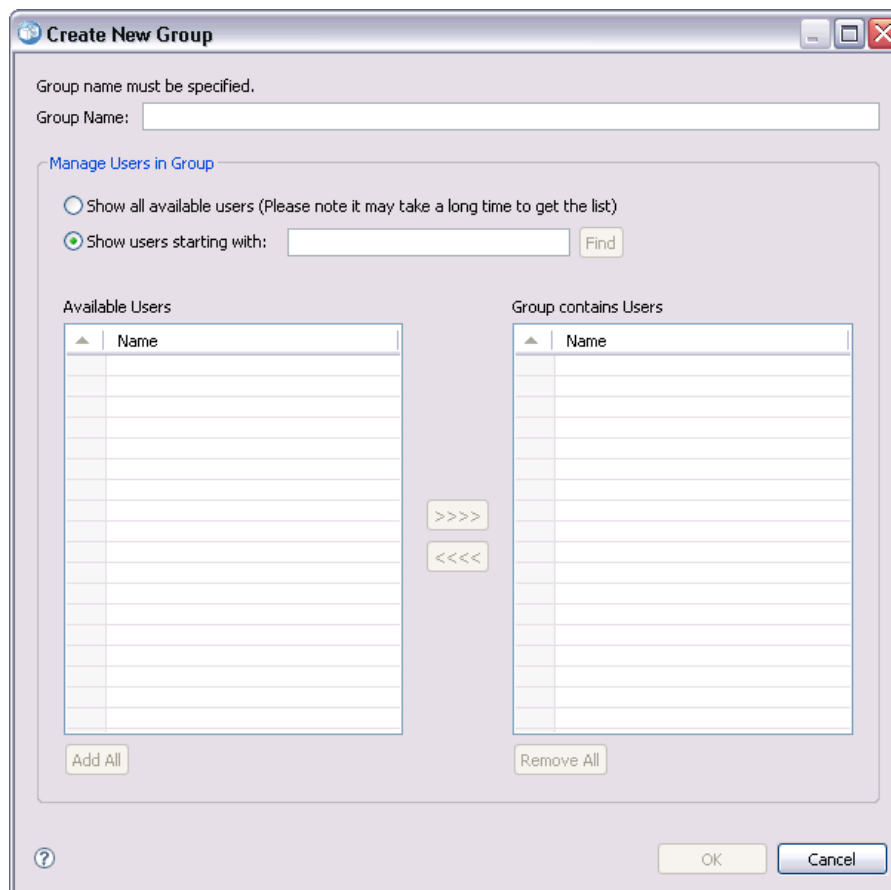 Create New Group
Group name must be specified.
Group Name:
Manage Users in Group
Show all available users (Please note it may take a long time to get the list)
Show users starting with:
Find
Available Users
Group contains Users
Name
Name
>>>>
<<<<
Add All
Remove All
?
OK
Cancel